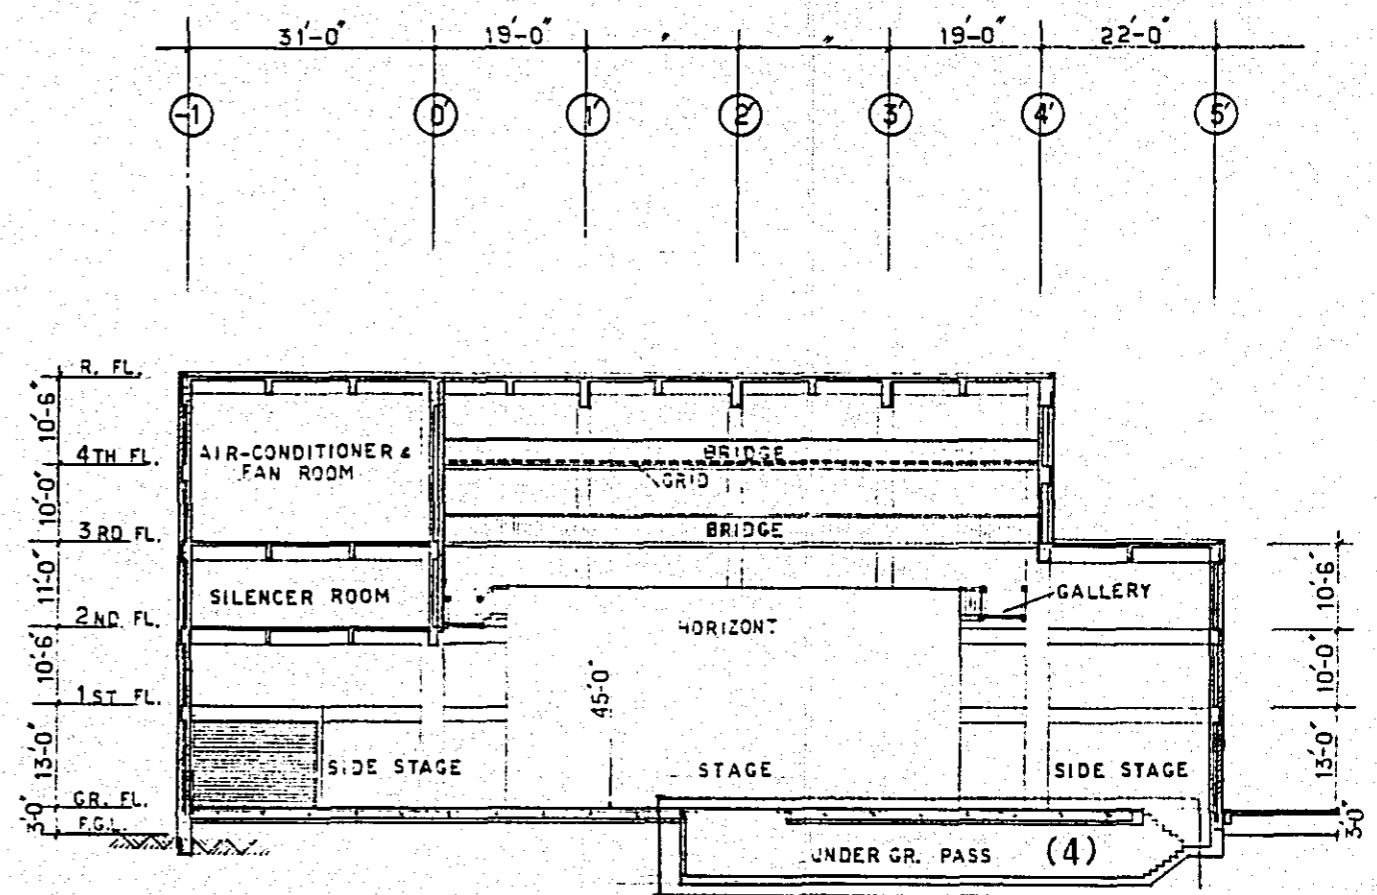 31'-0" 19'-0" " " 19'-0" 22'-0"
-1 0' 1' 2' 3' 4' 5'
R. FL.
10'-6"
4TH FL.
10'-0"
3RD FL.
11'-0"
2ND FL.
10'-6"
1ST FL.
13'-0"
GR. FL.
3'-0"
F.G.L.
AIR-CONDITIONER &
FAN ROOM
BRIDGE
GRID
BRIDGE
SILENCER ROOM
GALLERY
HORIZONT
45'-0"
SIDE STAGE
STAGE
SIDE STAGE
UNDER GR. PASS (4)
10'-6"
10'-0"
13'-0"
3'-0"